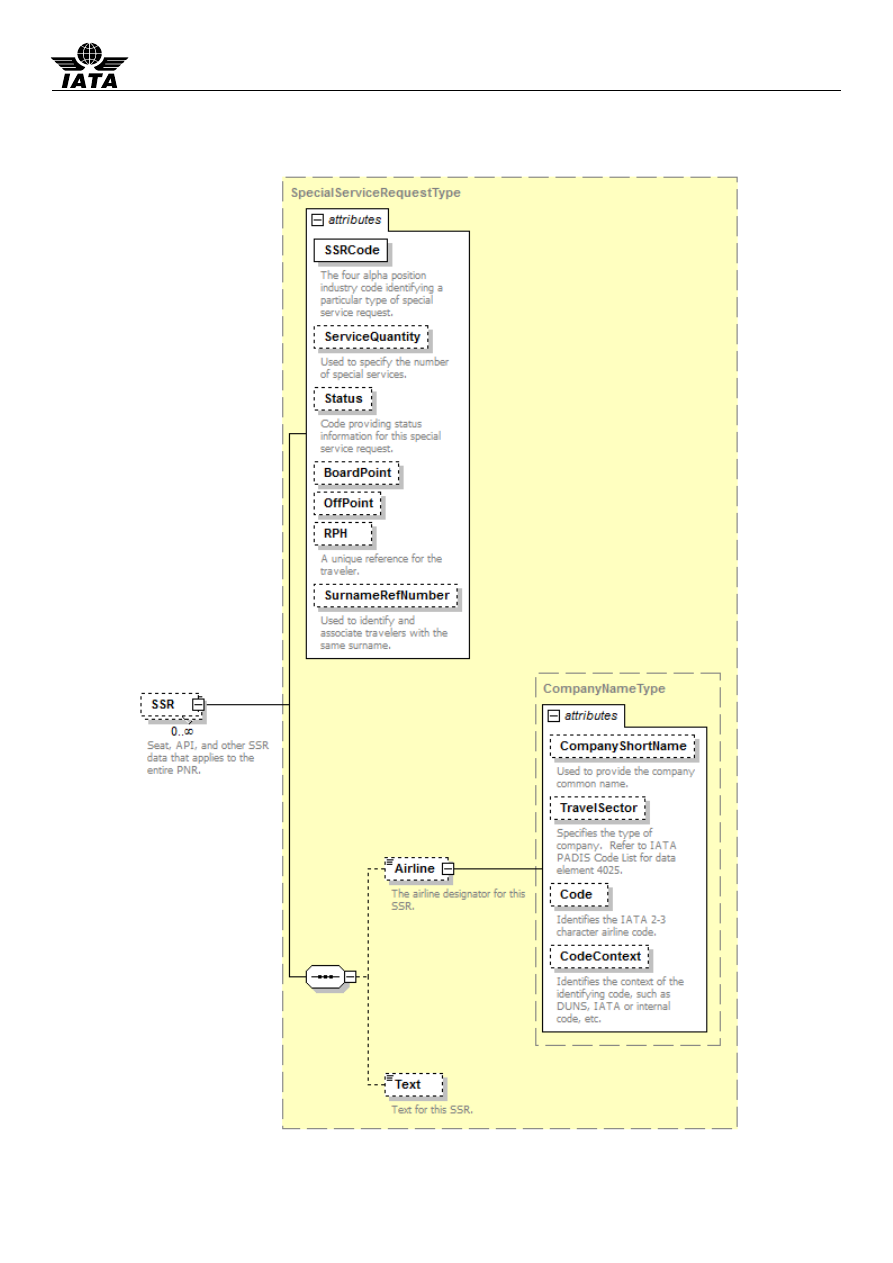 IATA
SpecialServiceRequestType
attributes
SSRCode
The four alpha position
industry code identifying a
particular type of special
service request.
ServiceQuantity
Used to specify the number
of special services.
Status
Code providing status
information for this special
service request.
BoardPoint
OffPoint
RPH
A unique reference for the
traveler.
SurnameRefNumber
Used to identify and
associate travelers with the
same surname.
SSR
0..∞
Seat, API, and other SSR
data that applies to the
entire PNR.
CompanyNameType
attributes
CompanyShortName
Used to provide the company
common name.
TravelSector
Specifies the type of
company.  Refer to IATA
PADIS Code List for data
element 4025.
Code
Identifies the IATA 2-3
character airline code.
CodeContext
Identifies the context of the
identifying code, such as
DUNS, IATA or internal
code, etc.
Airline
The airline designator for this
SSR.
Text
Text for this SSR.